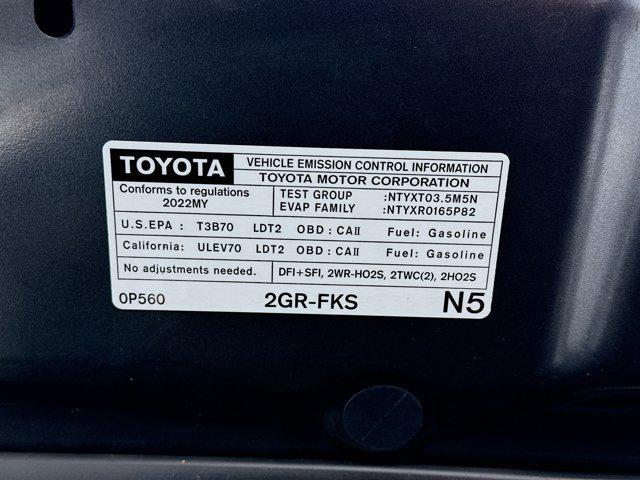 TOYOTA
VEHICLE EMISSION CONTROL INFORMATION
TOYOTA MOTOR CORPORATION
Conforms to regulations
2022MY
TEST GROUP :NTYXT03.5M5N
EVAP FAMILY :NTYXR0165P82
U.S.EPA : T3B70 LDT2 OBD : CAII Fuel: Gasoline
California: ULEV70 LDT2 OBD : CAII Fuel: Gasoline
No adjustments needed.
DFI+SFI, 2WR-HO2S, 2TWC(2), 2HO2S
0P560 2GR-FKS N5